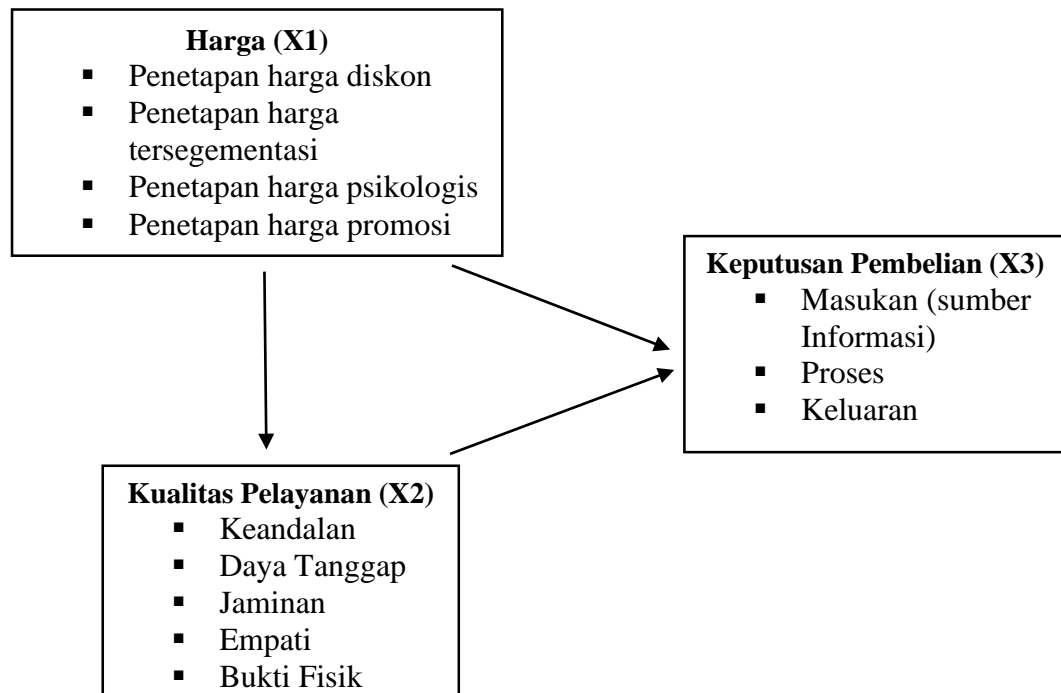 Harga (X1)
▪ Penetapan harga diskon
▪ Penetapan harga
tersegementasi
▪ Penetapan harga psikologis
▪ Penetapan harga promosi
Keputusan Pembelian (X3)
▪ Masukan (sumber
Informasi)
▪ Proses
▪ Keluaran
Kualitas Pelayanan (X2)
▪ Keandalan
▪ Daya Tanggap
▪ Jaminan
▪ Empati
▪ Bukti Fisik